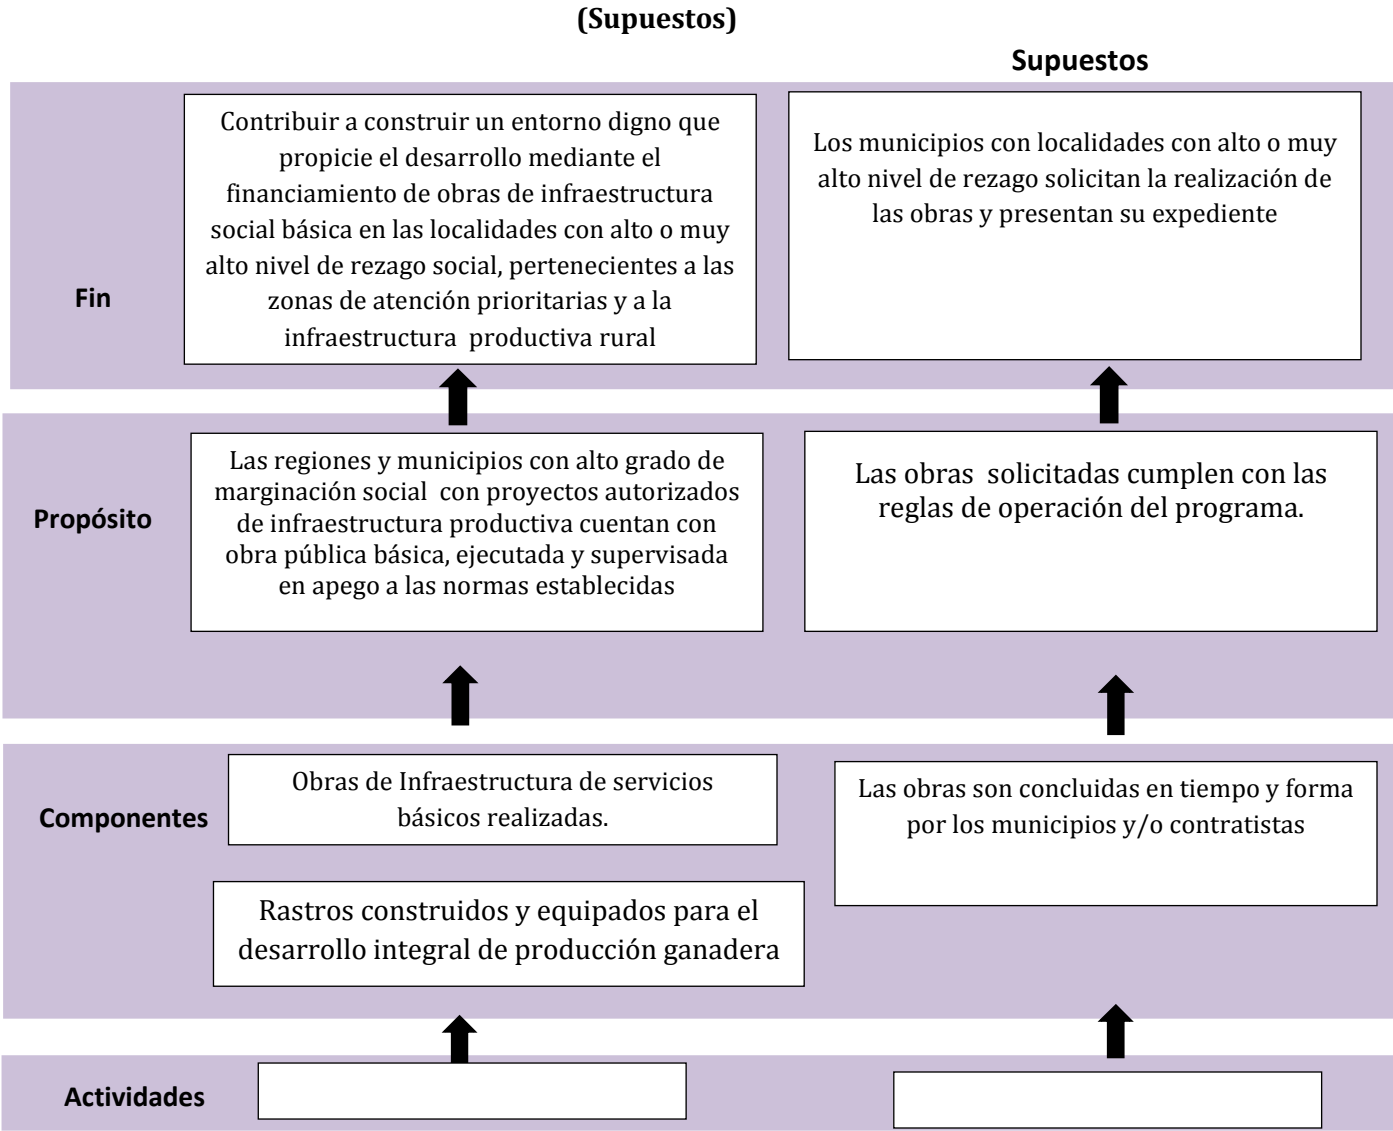 (Supuestos)
Supuestos
Fin
Contribuir a construir un entorno digno que
propicie el desarrollo mediante el
financiamiento de obras de infraestructura
social básica en las localidades con alto o muy
alto nivel de rezago social, pertenecientes a las
zonas de atención prioritarias y a la
infraestructura productiva rural
Los municipios con localidades con alto o muy
alto nivel de rezago solicitan la realización de
las obras y presentan su expediente
Propósito
Las regiones y municipios con alto grado de
marginación social con proyectos autorizados
de infraestructura productiva cuentan con
obra pública básica, ejecutada y supervisada
en apego a las normas establecidas
Las obras solicitadas cumplen con las
reglas de operación del programa.
Componentes
Obras de Infraestructura de servicios
básicos realizadas.
Rastros construidos y equipados para el
desarrollo integral de producción ganadera
Las obras son concluidas en tiempo y forma
por los municipios y/o contratistas
Actividades